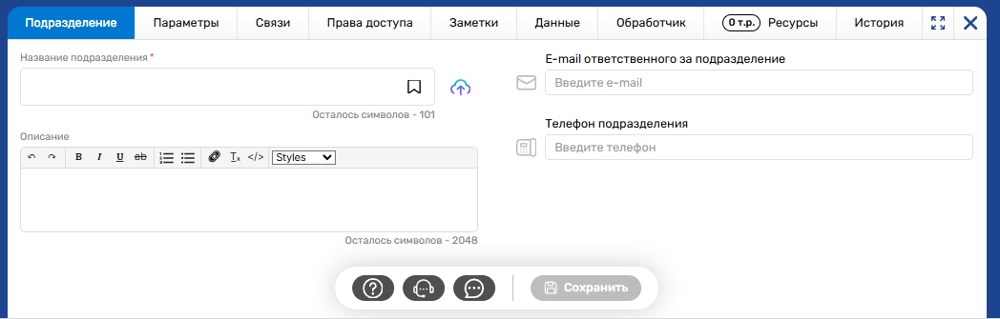 Подразделение Параметры Связи Права доступа Заметки Данные Обработчик 0 т.р. Ресурсы История
Название подразделения *
Осталось символов - 101
Описание
B I U ab Tx </> Styles
Осталось символов - 2048
E-mail ответственного за подразделение
Введите e-mail
Телефон подразделения
Введите телефон
Сохранить